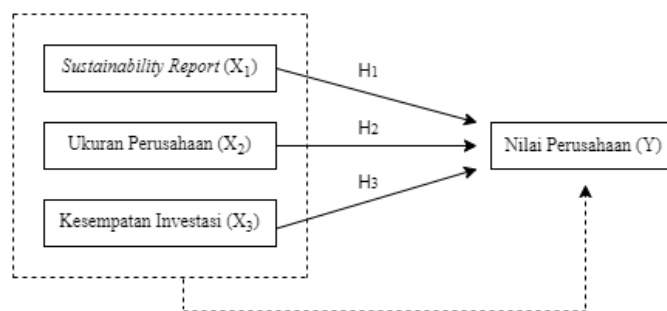 Sustainability Report (X₁)
H1
Ukuran Perusahaan (X₂)
H2
Nilai Perusahaan (Y)
H3
Kesempatan Investasi (X₃)